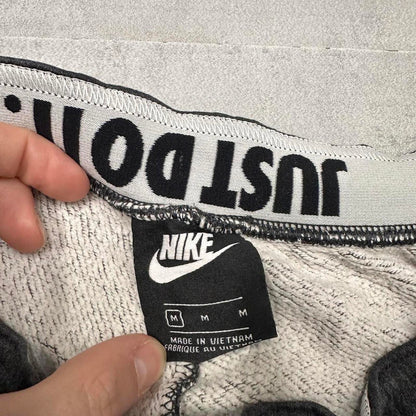 JUST DO IT.
NIKE
M M M
MADE IN VIETNAM
FABRIQUE AU VIETNAM